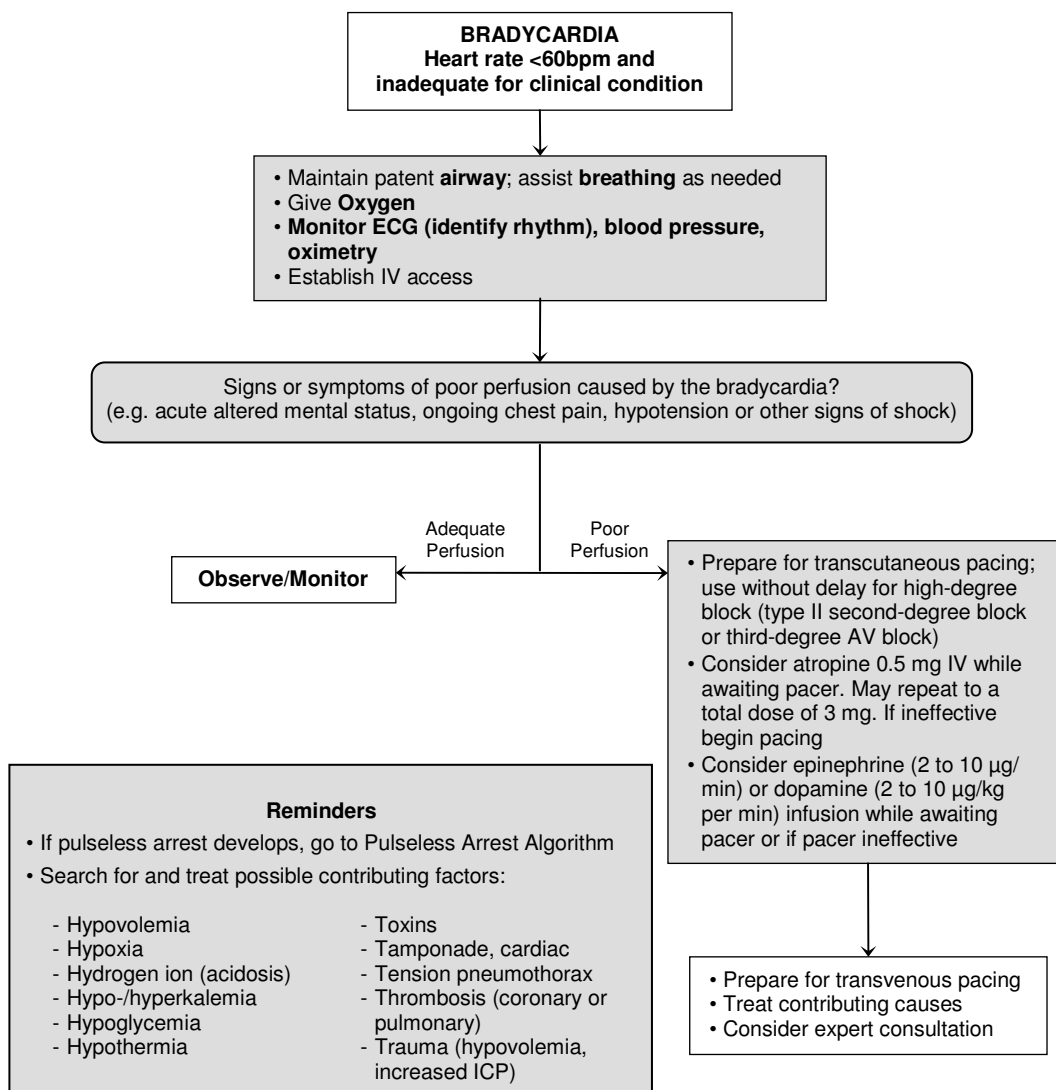 BRADYCARDIA
Heart rate <60bpm and
inadequate for clinical condition
• Maintain patent airway; assist breathing as needed
• Give Oxygen
• Monitor ECG (identify rhythm), blood pressure,
oximetry
• Establish IV access
Signs or symptoms of poor perfusion caused by the bradycardia?
(e.g. acute altered mental status, ongoing chest pain, hypotension or other signs of shock)
Adequate
Perfusion
Poor
Perfusion
Observe/Monitor
• Prepare for transcutaneous pacing;
use without delay for high-degree
block (type II second-degree block
or third-degree AV block)
• Consider atropine 0.5 mg IV while
awaiting pacer. May repeat to a
total dose of 3 mg. If ineffective
begin pacing
• Consider epinephrine (2 to 10 µg/
min) or dopamine (2 to 10 µg/kg
per min) infusion while awaiting
pacer or if pacer ineffective
Reminders
• If pulseless arrest develops, go to Pulseless Arrest Algorithm
• Search for and treat possible contributing factors:
- Hypovolemia
- Hypoxia
- Hydrogen ion (acidosis)
- Hypo-/hyperkalemia
- Hypoglycemia
- Hypothermia
- Toxins
- Tamponade, cardiac
- Tension pneumothorax
- Thrombosis (coronary or
pulmonary)
- Trauma (hypovolemia,
increased ICP)
• Prepare for transvenous pacing
• Treat contributing causes
• Consider expert consultation